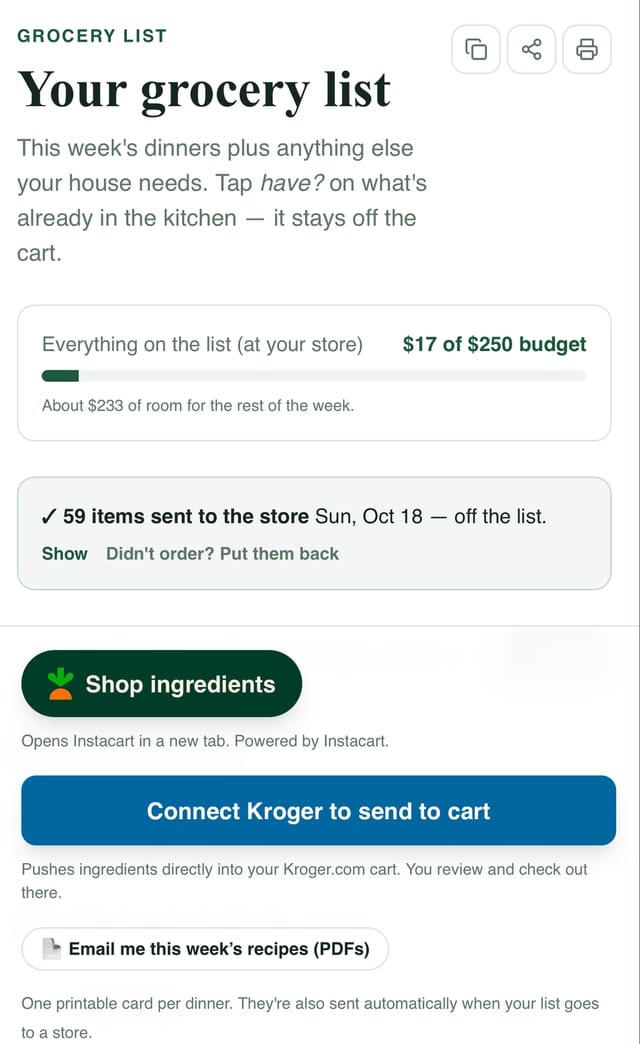 GROCERY LIST
Your grocery list
This week's dinners plus anything else
your house needs. Tap have? on what's
already in the kitchen — it stays off the
cart.
Everything on the list (at your store) $17 of $250 budget
About $233 of room for the rest of the week.
✓ 59 items sent to the store Sun, Oct 18 — off the list.
Show Didn't order? Put them back
Shop ingredients
Opens Instacart in a new tab. Powered by Instacart.
Connect Kroger to send to cart
Pushes ingredients directly into your Kroger.com cart. You review and check out
there.
Email me this week’s recipes (PDFs)
One printable card per dinner. They're also sent automatically when your list goes
to a store.